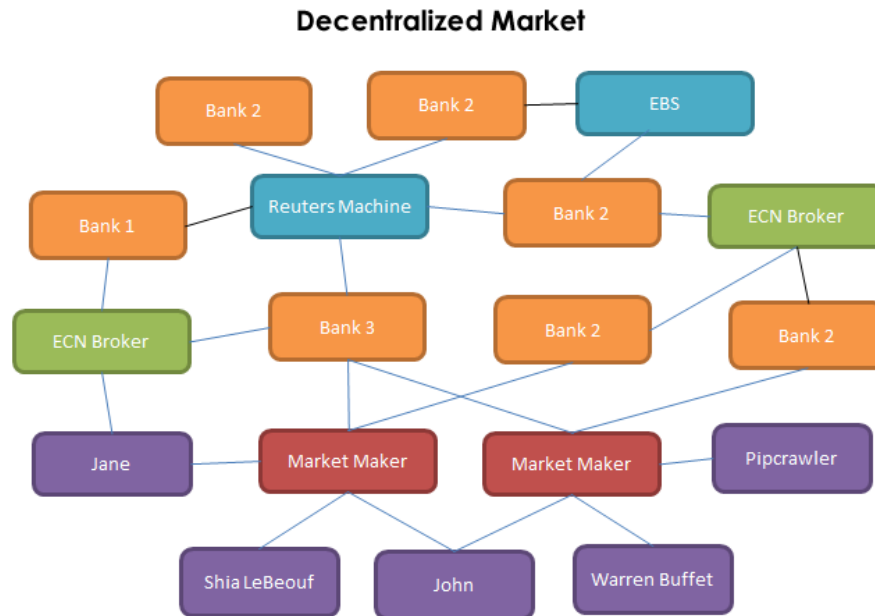 Decentralized Market
Bank 2
Bank 2
EBS
Bank 1
Reuters Machine
Bank 2
ECN Broker
ECN Broker
Bank 3
Bank 2
Bank 2
Jane
Market Maker
Market Maker
Pipcrawler
Shia LeBeouf
John
Warren Buffet